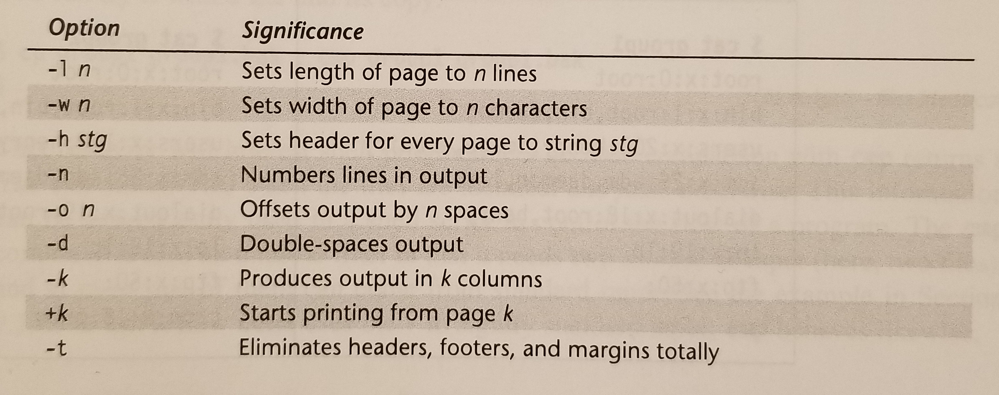 Option Significance
-l n Sets length of page to n lines
-w n Sets width of page to n characters
-h stg Sets header for every page to string stg
-n Numbers lines in output
-o n Offsets output by n spaces
-d Double-spaces output
-k Produces output in k columns
+k Starts printing from page k
-t Eliminates headers, footers, and margins totally